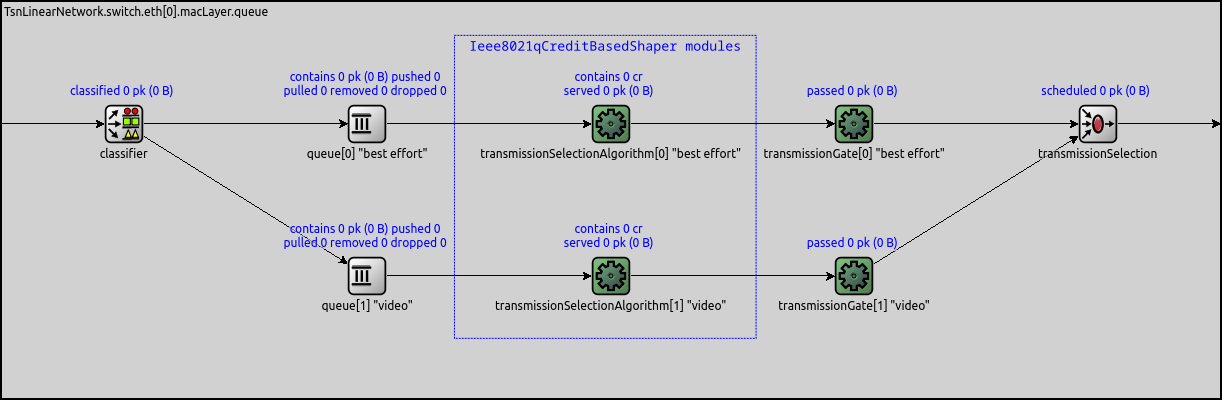 TsnLinearNetwork.switch.eth[0].macLayer.queue
Ieee8021qCreditBasedShaper modules
classified 0 pk (0 B)
classifier
contains 0 pk (0 B) pushed 0
pulled 0 removed 0 dropped 0
queue[0] "best effort"
contains 0 cr
served 0 pk (0 B)
transmissionSelectionAlgorithm[0] "best effort"
passed 0 pk (0 B)
transmissionGate[0] "best effort"
scheduled 0 pk (0 B)
transmissionSelection
contains 0 pk (0 B) pushed 0
pulled 0 removed 0 dropped 0
queue[1] "video"
contains 0 cr
served 0 pk (0 B)
transmissionSelectionAlgorithm[1] "video"
passed 0 pk (0 B)
transmissionGate[1] "video"